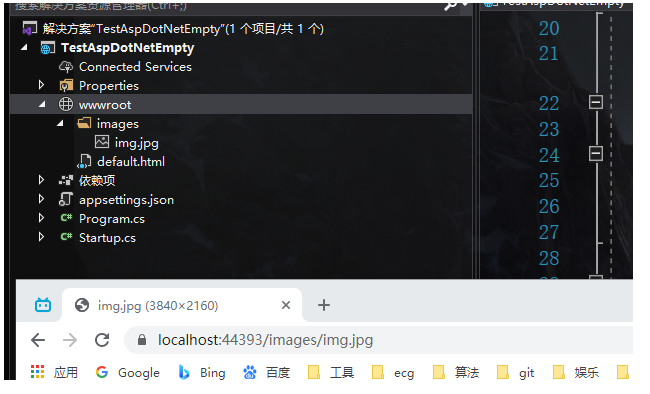 搜索解决方案资源管理器(Ctrl+;)
解决方案"TestAspDotNetEmpty"(1 个项目/共 1 个)
TestAspDotNetEmpty
Connected Services
Properties
wwwroot
images
img.jpg
default.html
依赖项
appsettings.json
C# Program.cs
C# Startup.cs
TestAspDotNetEmpty
20
21
22
23
24
25
26
27
28
img.jpg (3840×2160)
localhost:44393/images/img.jpg
应用 Google Bing 百度 工具 ecg 算法 git 娱乐